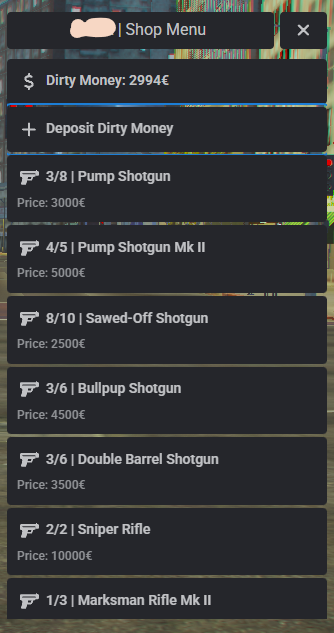 | Shop Menu
Dirty Money: 2994€
Deposit Dirty Money
3/8 | Pump Shotgun
Price: 3000€
4/5 | Pump Shotgun Mk II
Price: 5000€
8/10 | Sawed-Off Shotgun
Price: 2500€
3/6 | Bullpup Shotgun
Price: 4500€
3/6 | Double Barrel Shotgun
Price: 3500€
2/2 | Sniper Rifle
Price: 10000€
1/3 | Marksman Rifle Mk II